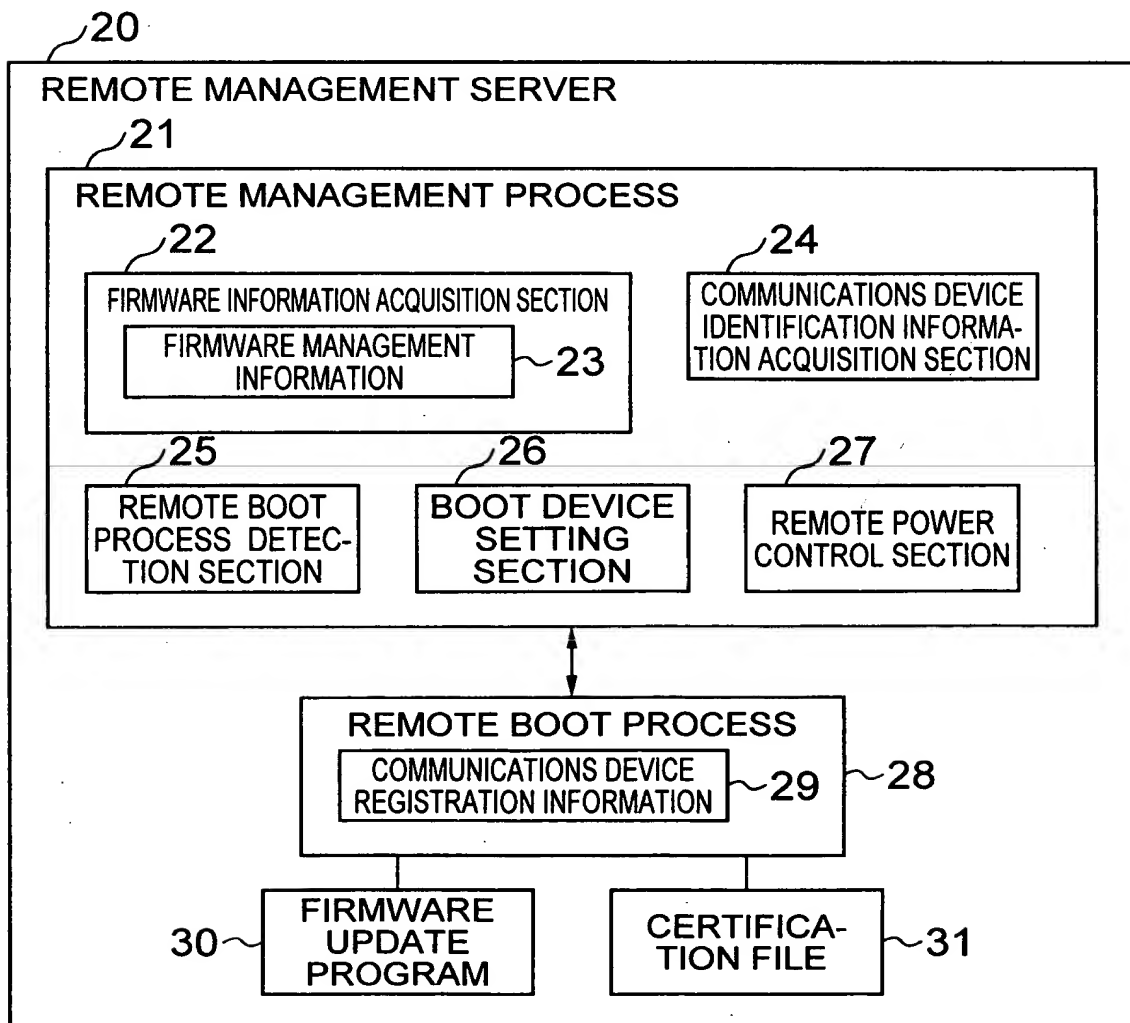 20
REMOTE MANAGEMENT SERVER
21
REMOTE MANAGEMENT PROCESS
22
FIRMWARE INFORMATION ACQUISITION SECTION
FIRMWARE MANAGEMENT
INFORMATION
23
24
COMMUNICATIONS DEVICE
IDENTIFICATION INFORMA-
TION ACQUISITION SECTION
25
REMOTE BOOT
PROCESS DETEC-
TION SECTION
26
BOOT DEVICE
SETTING
SECTION
27
REMOTE POWER
CONTROL SECTION
REMOTE BOOT PROCESS
COMMUNICATIONS DEVICE
REGISTRATION INFORMATION
29
28
30
FIRMWARE
UPDATE
PROGRAM
CERTIFICA-
TION FILE
31